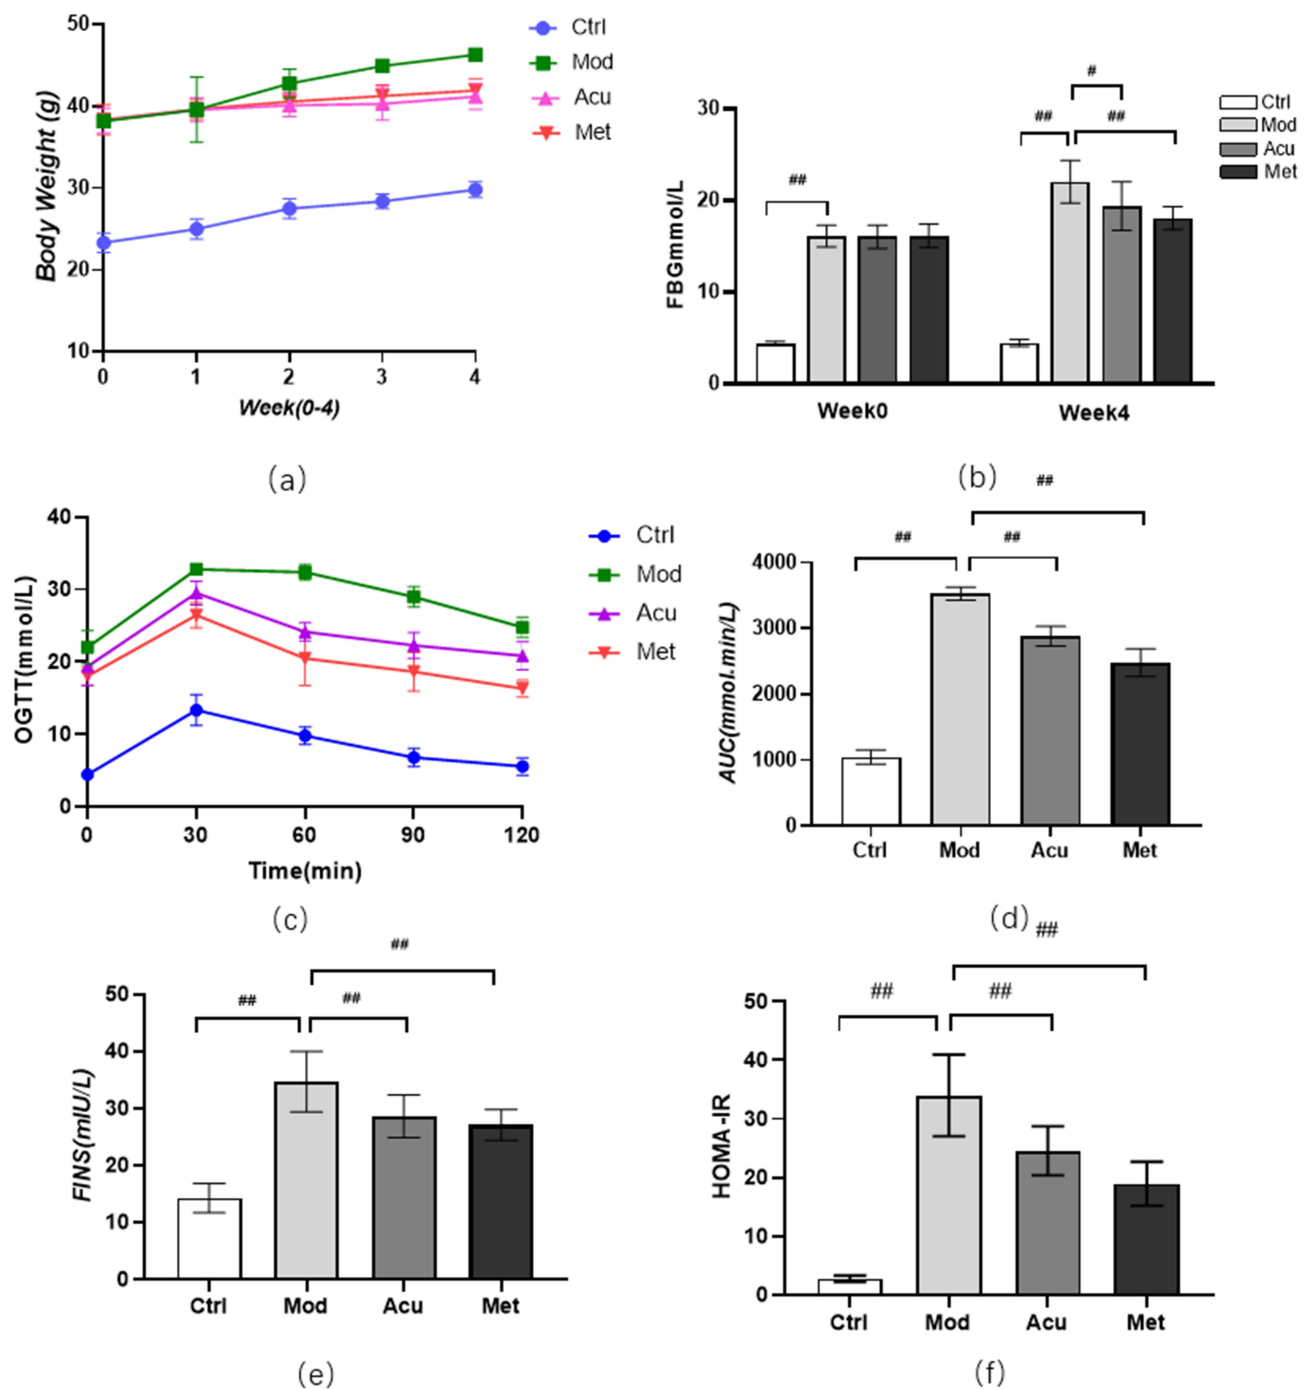 50
40
30
20
10
Body Weight (g)
0 1 2 3 4
Week(0-4)
Ctrl
Mod
Acu
Met
(a)
30
20
10
0
FBGmmol/L
##
##
#
##
Week0 Week4
Ctrl
Mod
Acu
Met
(b)
40
30
20
10
0
OGTT(mmol/L)
0 30 60 90 120
Time(min)
Ctrl
Mod
Acu
Met
(c)
##
##
##
4000
3000
2000
1000
0
AUC(mmol.min/L)
Ctrl Mod Acu Met
(d)
##
##
##
50
40
30
20
10
0
FINS(mIU/L)
Ctrl Mod Acu Met
(e)
##
##
##
50
40
30
20
10
0
HOMA-IR
Ctrl Mod Acu Met
(f)